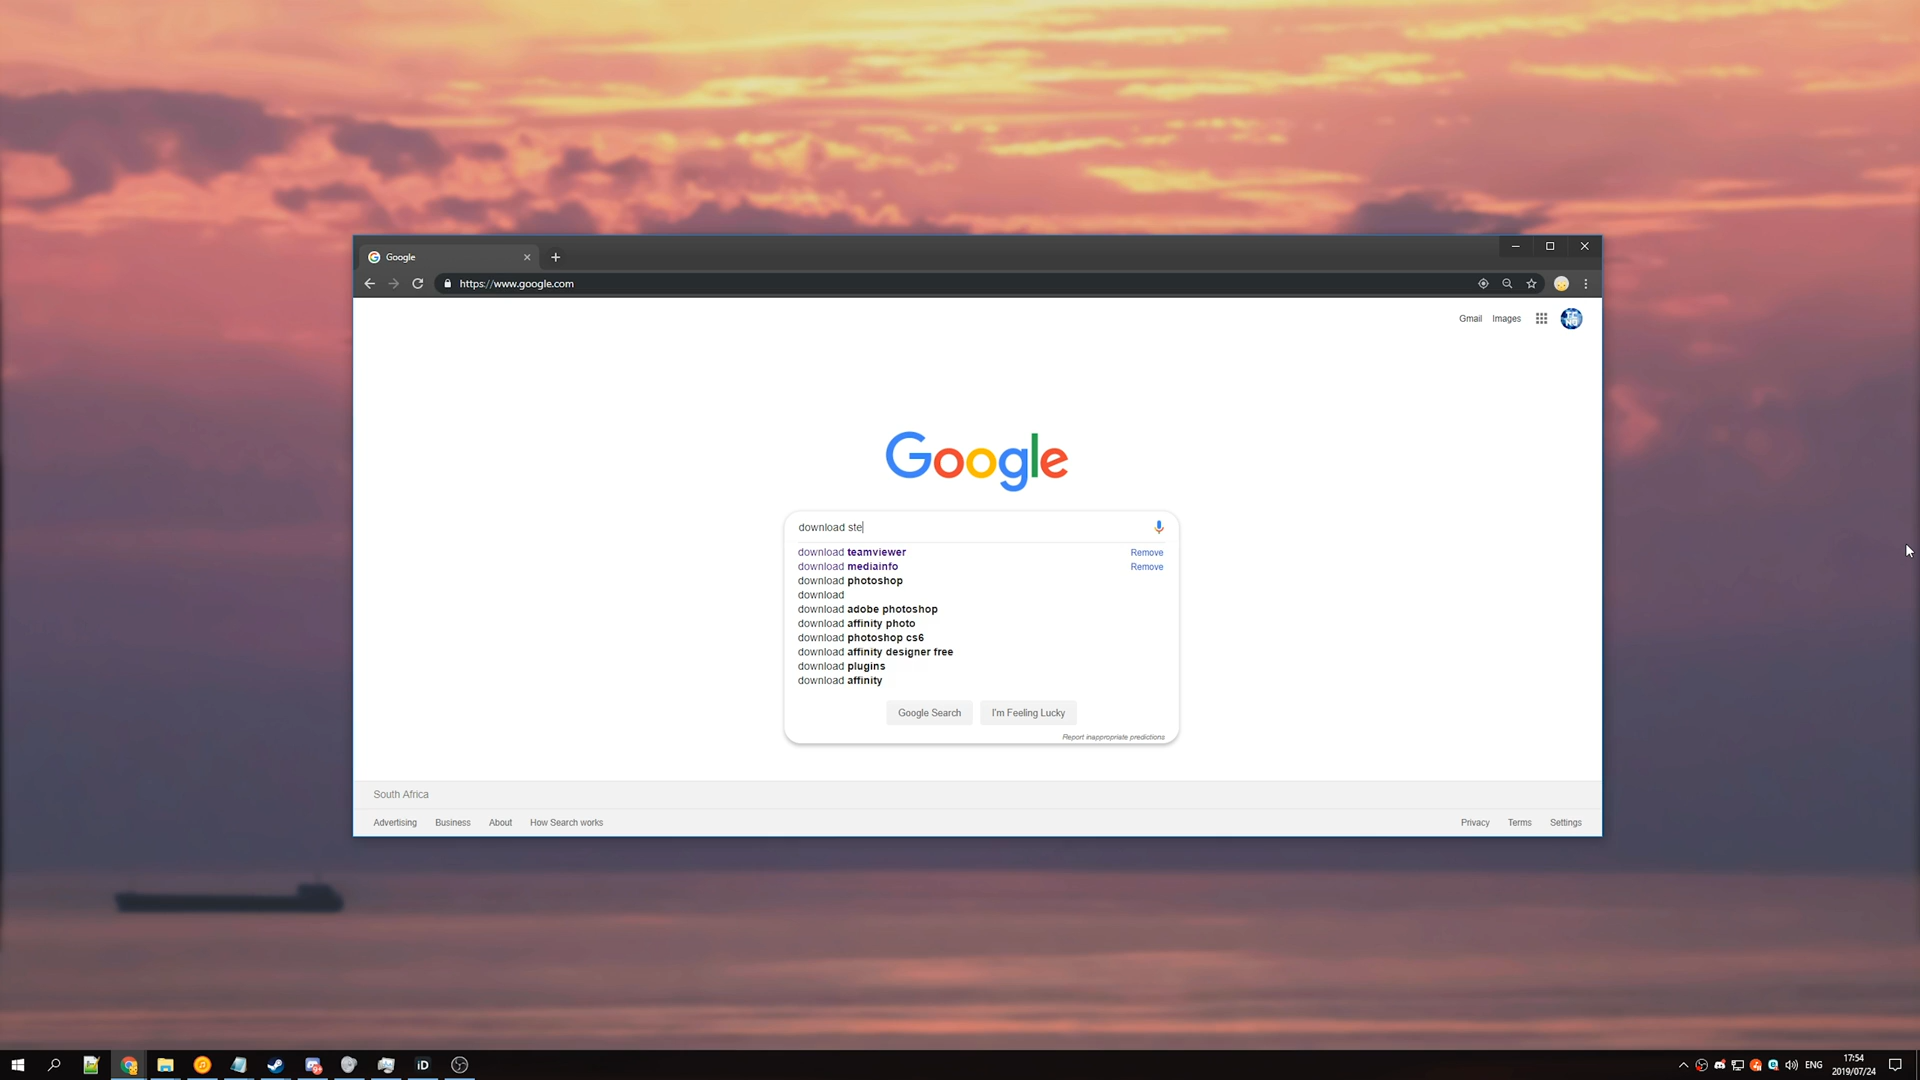 Google
https://www.google.com
Gmail Images
Google
download ste
download teamviewer Remove
download mediainfo Remove
download photoshop
download
download adobe photoshop
download affinity photo
download photoshop cs6
download affinity designer free
download plugins
download affinity
Google Search I'm Feeling Lucky
Report inappropriate predictions
South Africa
Advertising Business About How Search works Privacy Terms Settings
iD ENG 17:54
2019/07/24